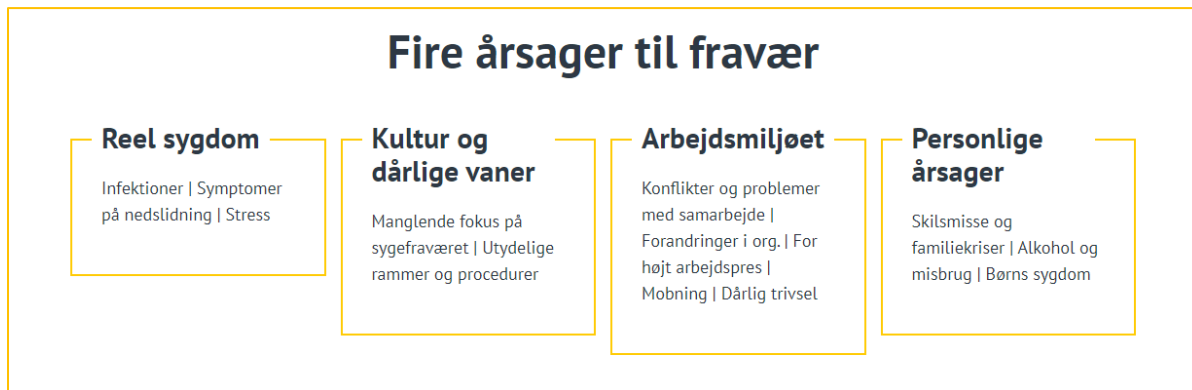 Fire årsager til fravær
Reel sygdom
Infektioner | Symptomer
på nedslidning | Stress
Kultur og
dårlige vaner
Manglende fokus på
sygefraværet | Utydelige
rammer og procedurer
Arbejdsmiljøet
Konflikter og problemer
med samarbejde |
Forandringer i org. | For
højt arbejdspres |
Mobning | Dårlig trivsel
Personlige
årsager
Skilsmisse og
familiekriser | Alkohol og
misbrug | Børns sygdom